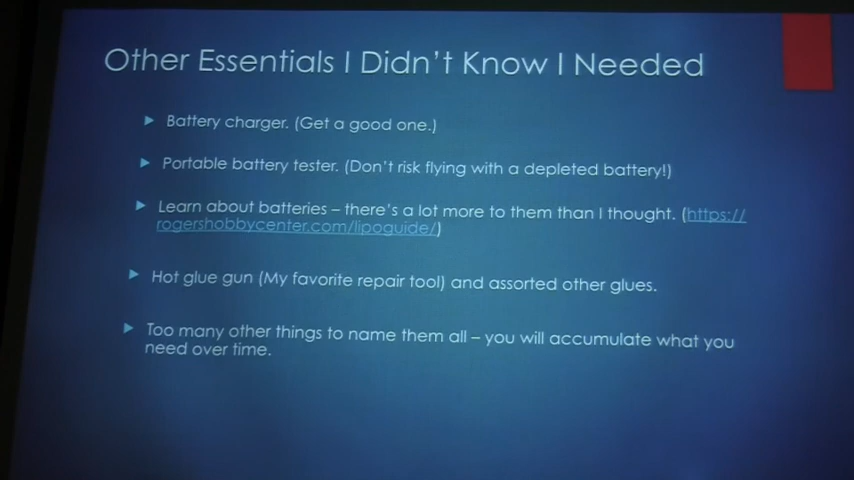 Other Essentials I Didn't Know I Needed
Battery charger. (Get a good one.)
Portable battery tester. (Don't risk flying with a depleted battery!)
Learn about batteries – there's a lot more to them than I thought. (https://
rogershobbycenter.com/lipoguide/)
Hot glue gun (My favorite repair tool) and assorted other glues.
Too many other things to name them all – you will accumulate what you
need over time.